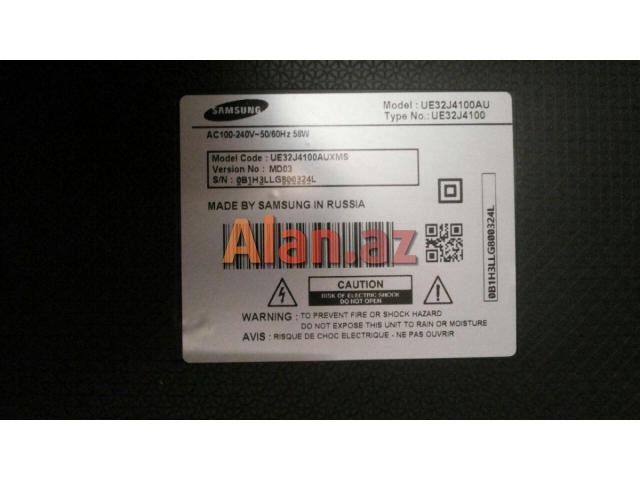 SAMSUNG
Model : UE32J4100AU
Type No.: UE32J4100
AC100-240V~50/60Hz 58W
Model Code : UE32J4100AUXMS
Version No : MD03
S/N : 0B1H3LLG800324L
MADE BY SAMSUNG IN RUSSIA
Alan.az
0B1H3LLG800324L
CAUTION
RISK OF ELECTRIC SHOCK
DO NOT OPEN
WARNING : TO PREVENT FIRE OR SHOCK HAZARD
DO NOT EXPOSE THIS UNIT TO RAIN OR MOISTURE
AVIS : RISQUE DE CHOC ELECTRIQUE - NE PAS OUVRIR